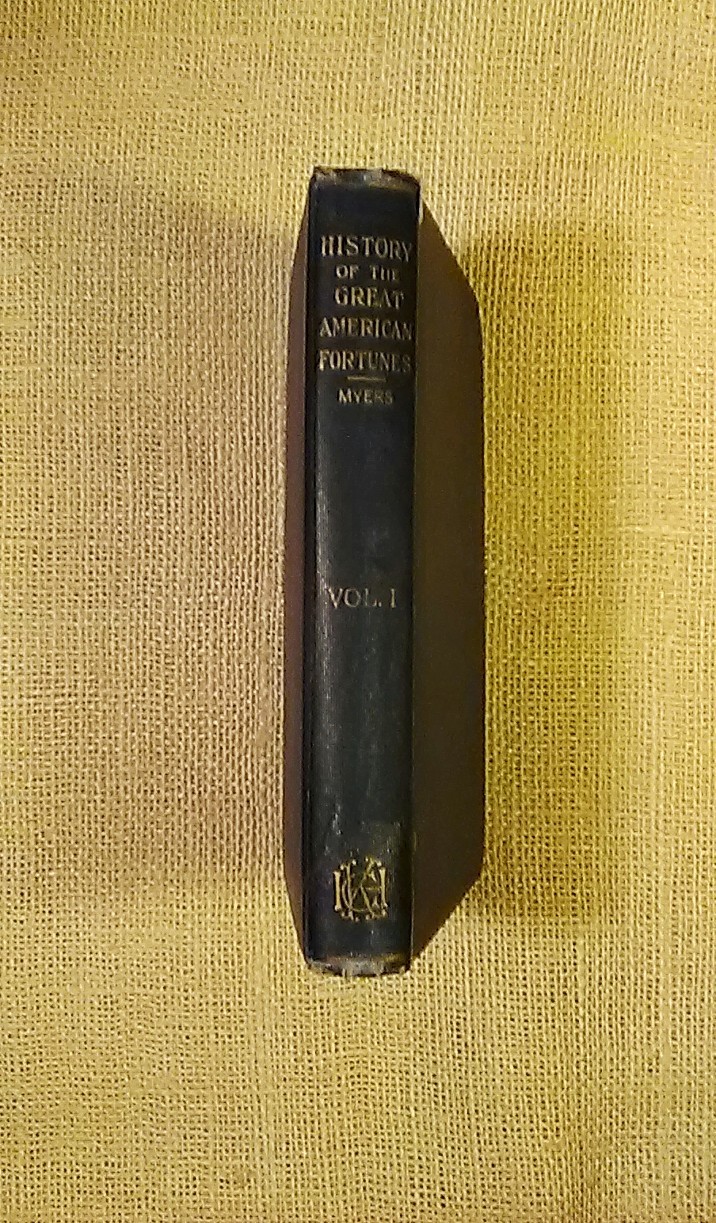 HISTORY
OF THE
GREAT
AMERICAN
FORTUNES
MYERS
VOL. I